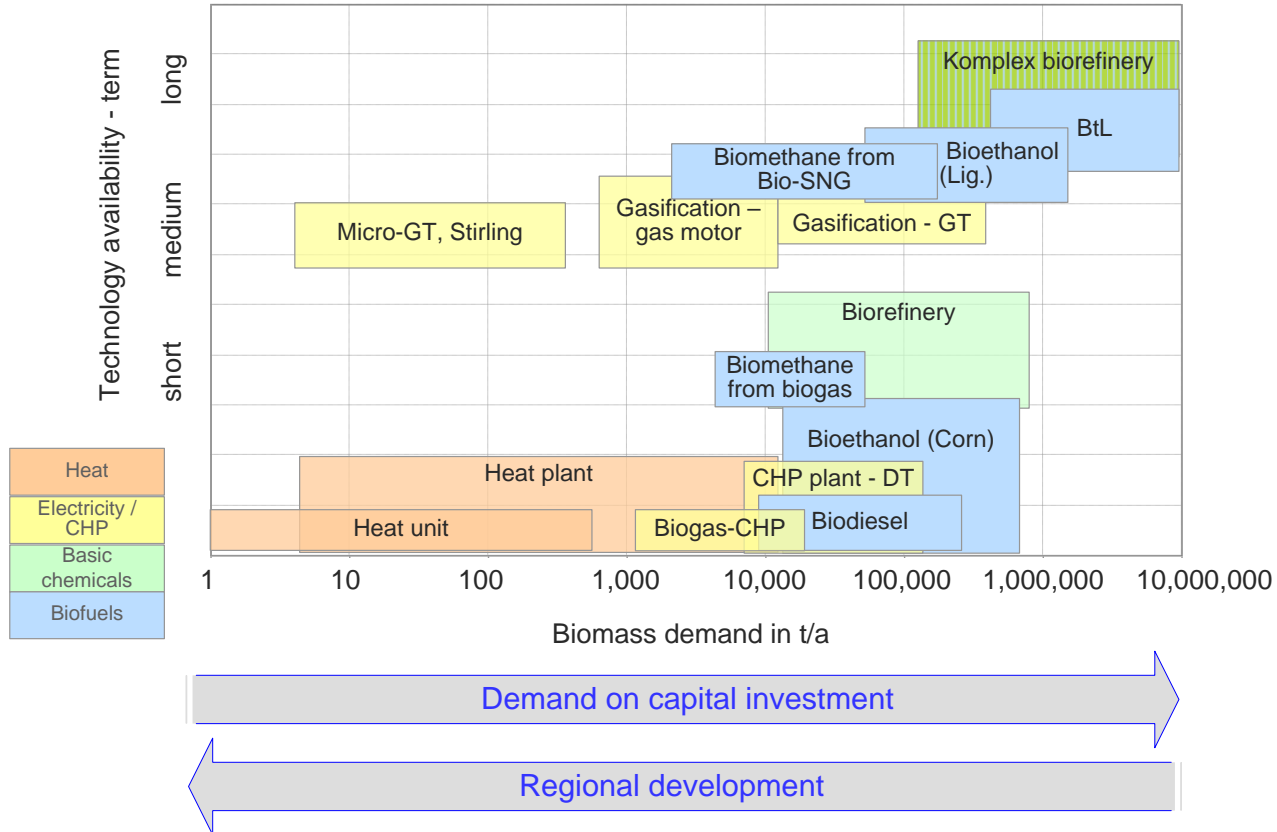 Technology availability - term
long
medium
short
Komplex biorefinery
BtL
Biomethane from
Bio-SNG
Bioethanol
(Lig.)
Gasification –
gas motor
Gasification - GT
Micro-GT, Stirling
Biorefinery
Biomethane
from biogas
Bioethanol (Corn)
Heat plant
CHP plant - DT
Heat unit
Biogas-CHP
Biodiesel
Heat
Electricity /
CHP
Basic
chemicals
Biofuels
1
10
100
1,000
10,000
100,000
1,000,000
10,000,000
Biomass demand in t/a
Demand on capital investment
Regional development